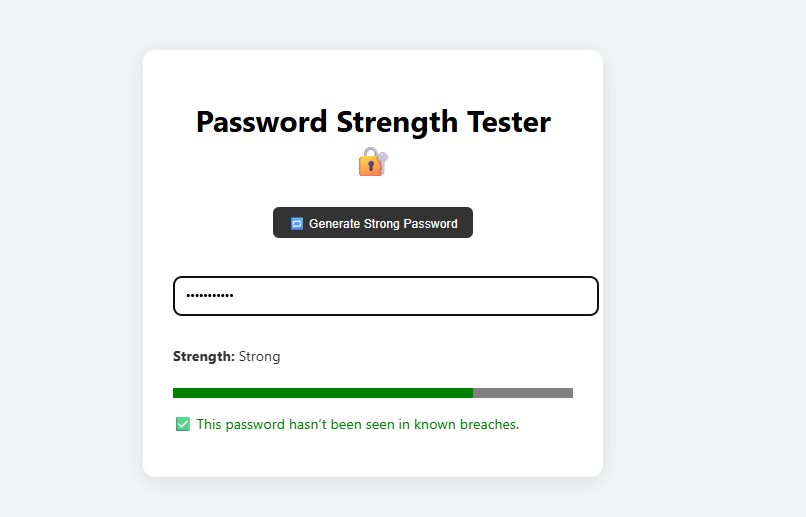 Password Strength Tester
🔐
🔁 Generate Strong Password
•••••••••••
Strength: Strong
✅ This password hasn’t been seen in known breaches.